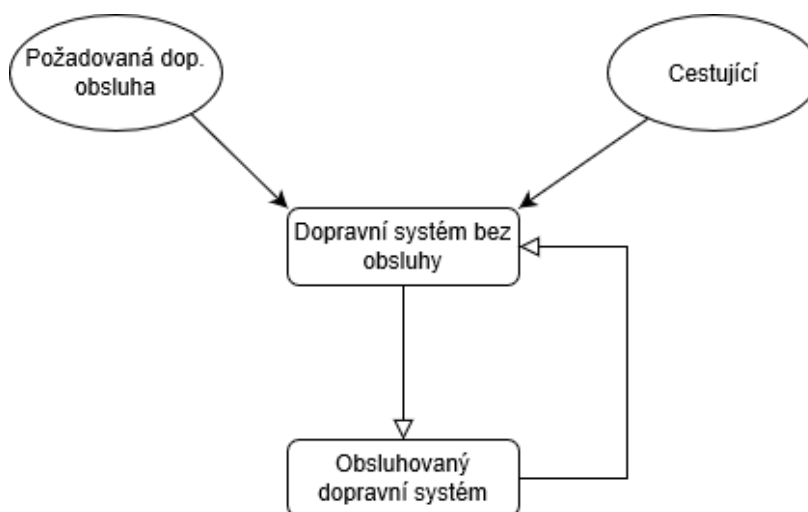 Požadovaná dop.
obsluha
Cestující
Dopravní systém bez
obsluhy
Obsluhovaný
dopravní systém